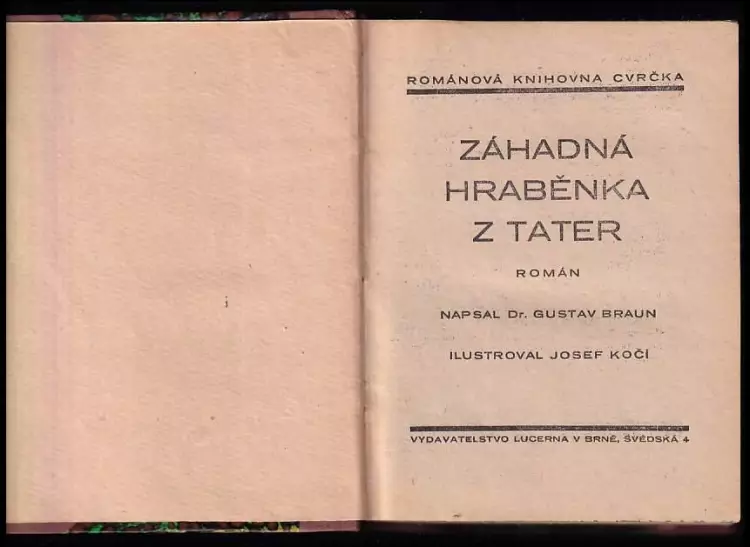 ROMÁNOVÁ KNIHOVNA CVRČKA
ZÁHADNÁ
HRABĚNKA
Z TATER
ROMÁN
NAPSAL Dr. GUSTAV BRAUN
ILUSTROVAL JOSEF KOČÍ
VYDAVATELSTVO LUCERNA V BRNĚ, ŠVÉDSKÁ 4